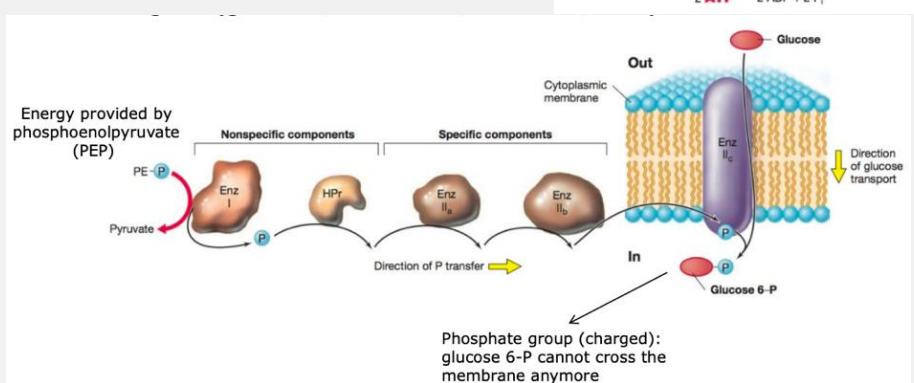 Glucose
Out
Cytoplasmic
membrane
Energy provided by
phosphoenolpyruvate
(PEP)
Nonspecific components
Specific components
PE-P
Enz
I
HPr
Enz
IIa
Enz
IIb
Enz
IIc
Direction
of glucose
transport
Pyruvate
P
P
Direction of P transfer
In
P
Glucose 6-P
Phosphate group (charged):
glucose 6-P cannot cross the
membrane anymore